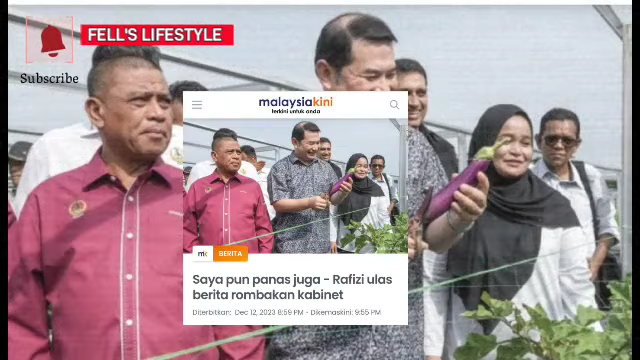 FELL'S LIFESTYLE
Subscribe
malaysiakini
terkini untuk anda
mk BERITA
Saya pun panas juga - Rafizi ulas
berita rombakan kabinet
Diterbitkan: Dec 12, 2023 8:59 PM - Dikemaskini: 9:55 PM